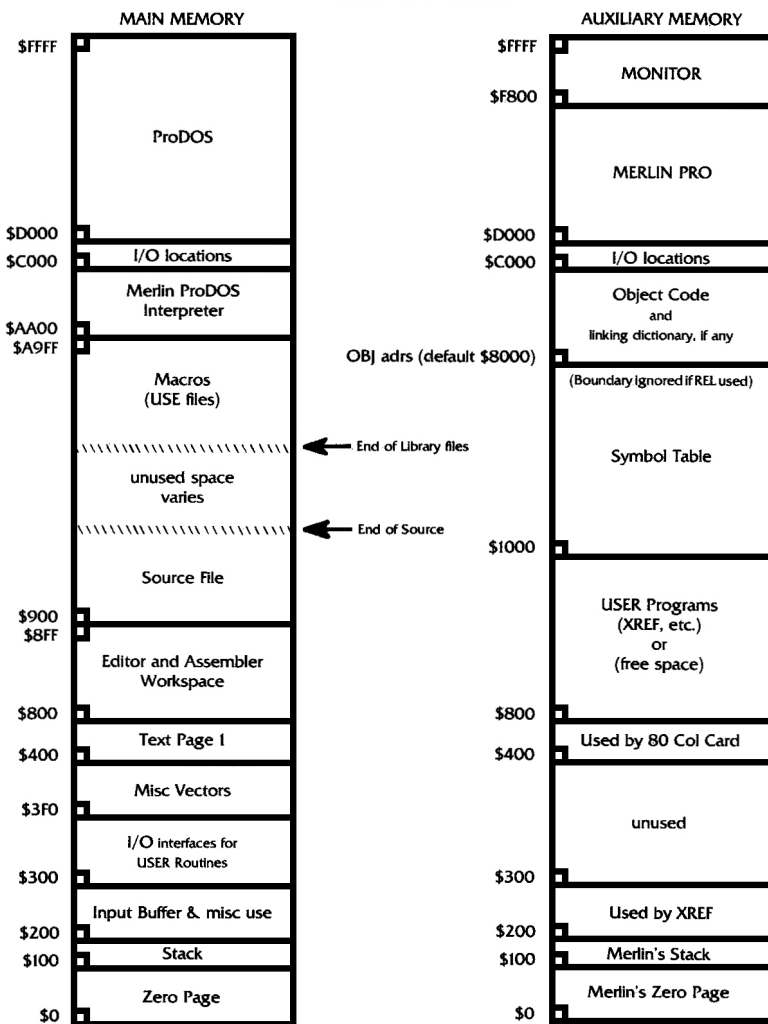 MAIN MEMORY
$FFFF
ProDOS
$D000
I/O locations
$C000
Merlin ProDOS
Interpreter
$AA00
$A9FF
Macros
(USE files)
End of Library files
unused space
varies
End of Source
Source File
$900
$8FF
Editor and Assembler
Workspace
$800
Text Page 1
$400
Misc Vectors
$3F0
I/O interfaces for
USER Routines
$300
Input Buffer & misc use
$200
Stack
$100
Zero Page
$0
AUXILIARY MEMORY
$FFFF
MONITOR
$F800
MERLIN PRO
$D000
I/O locations
$C000
Object Code
and
linking dictionary, if any
OBJ adrs (default $8000)
(Boundary Ignored if REL used)
Symbol Table
$1000
USER Programs
(XREF, etc.)
or
(free space)
$800
Used by 80 Col Card
$400
unused
$300
Used by XREF
$200
Merlin's Stack
$100
Merlin's Zero Page
$0